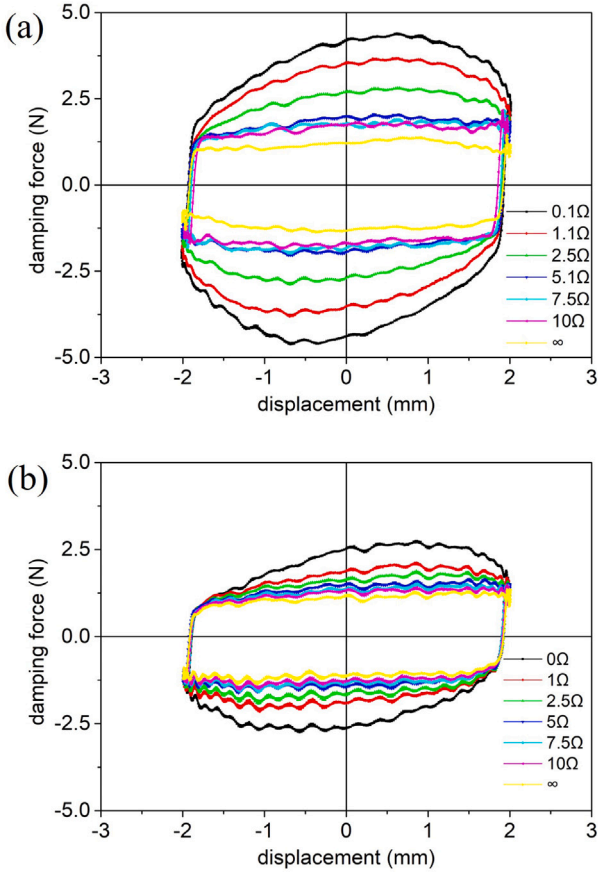 (a)
5.0
2.5
0.0
-2.5
-5.0
damping force (N)
-3
-2
-1
0
1
2
3
displacement (mm)
0.1Ω
1.1Ω
2.5Ω
5.1Ω
7.5Ω
10Ω
∞
(b)
5.0
2.5
0.0
-2.5
-5.0
damping force (N)
-3
-2
-1
0
1
2
3
displacement (mm)
0Ω
1Ω
2.5Ω
5Ω
7.5Ω
10Ω
∞